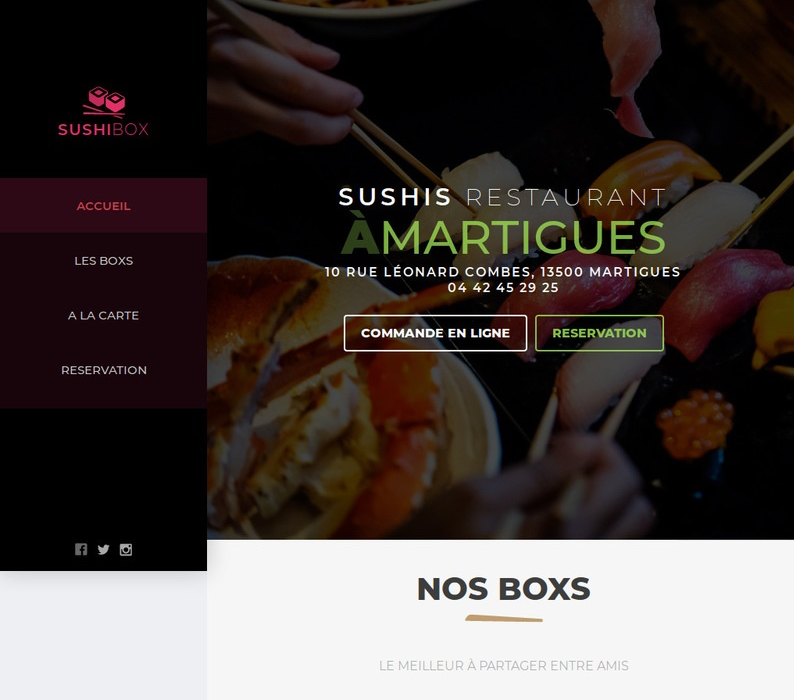 SUSHIBOX
ACCUEIL
LES BOXS
A LA CARTE
RESERVATION
SUSHIS RESTAURANT
ÀMARTIGUES
10 RUE LÉONARD COMBES, 13500 MARTIGUES
04 42 45 29 25
COMMANDE EN LIGNE
RESERVATION
NOS BOXS
LE MEILLEUR À PARTAGER ENTRE AMIS